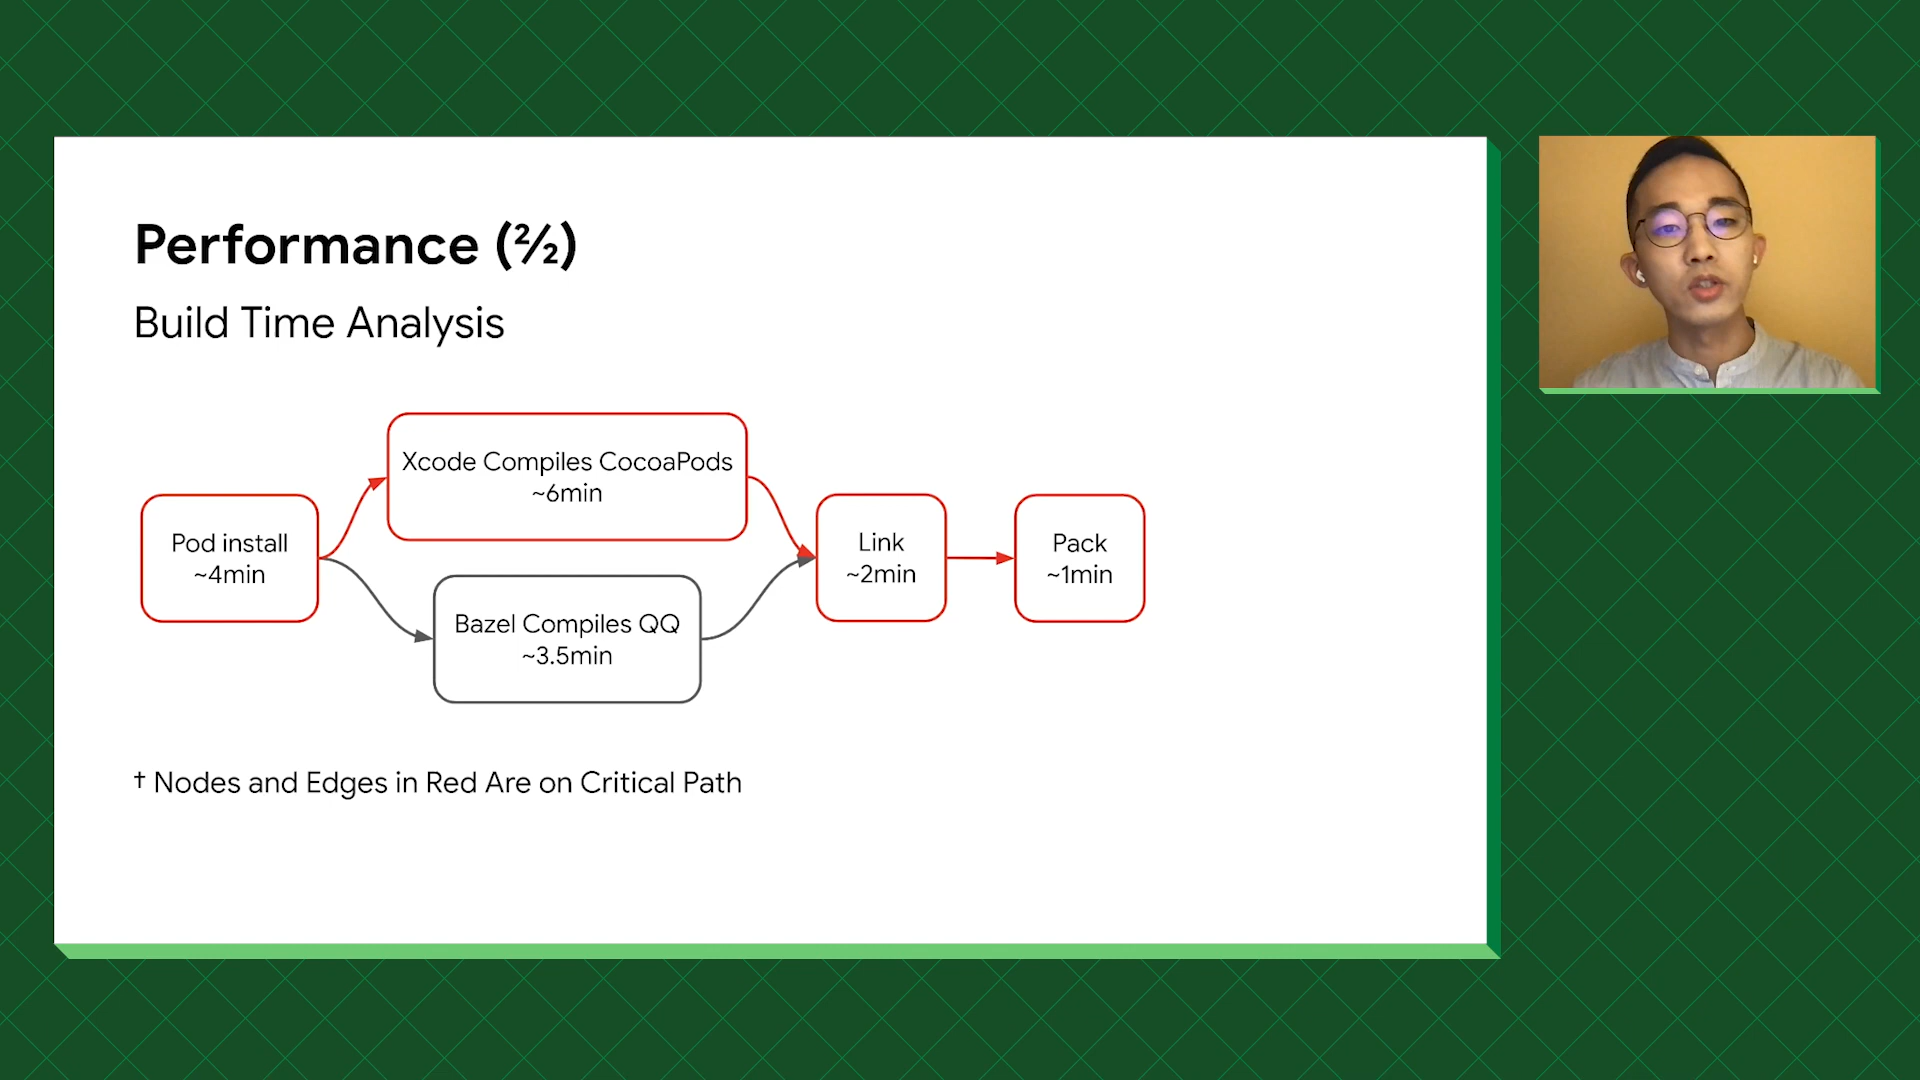 Performance (2⁄2)
Build Time Analysis
Xcode Compiles CocoaPods
~6min
Pod install
~4min
Link
~2min
Pack
~1min
Bazel Compiles QQ
~3.5min
† Nodes and Edges in Red Are on Critical Path